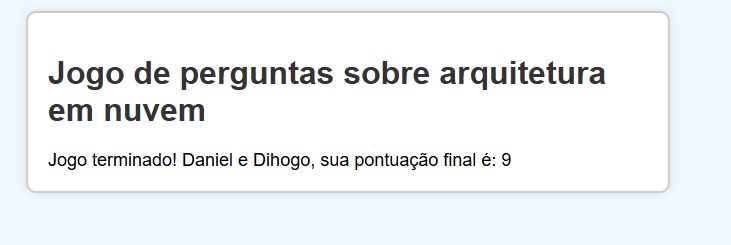 Jogo de perguntas sobre arquitetura
em nuvem
Jogo terminado! Daniel e Dihogo, sua pontuação final é: 9